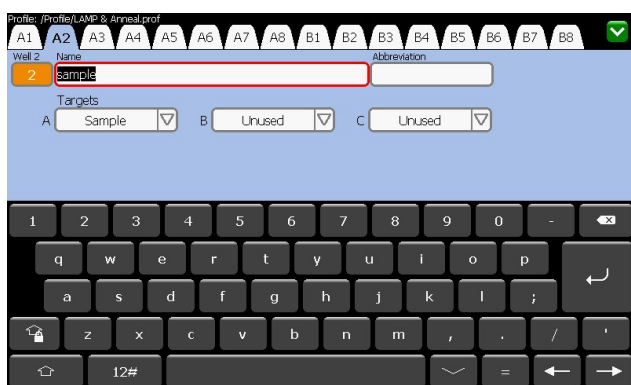 Profile: /Profile/LAMP & Anneal.prof
A1 A2 A3 A4 A5 A6 A7 A8 B1 B2 B3 B4 B5 B6 B7 B8
Well 2 Name Abbreviation
2 sample
Targets
A Sample B Unused C Unused
1 2 3 4 5 6 7 8 9 0 -
q w e r t y u i o p
a s d f g h j k l ;
z x c v b n m , . / '
12# =